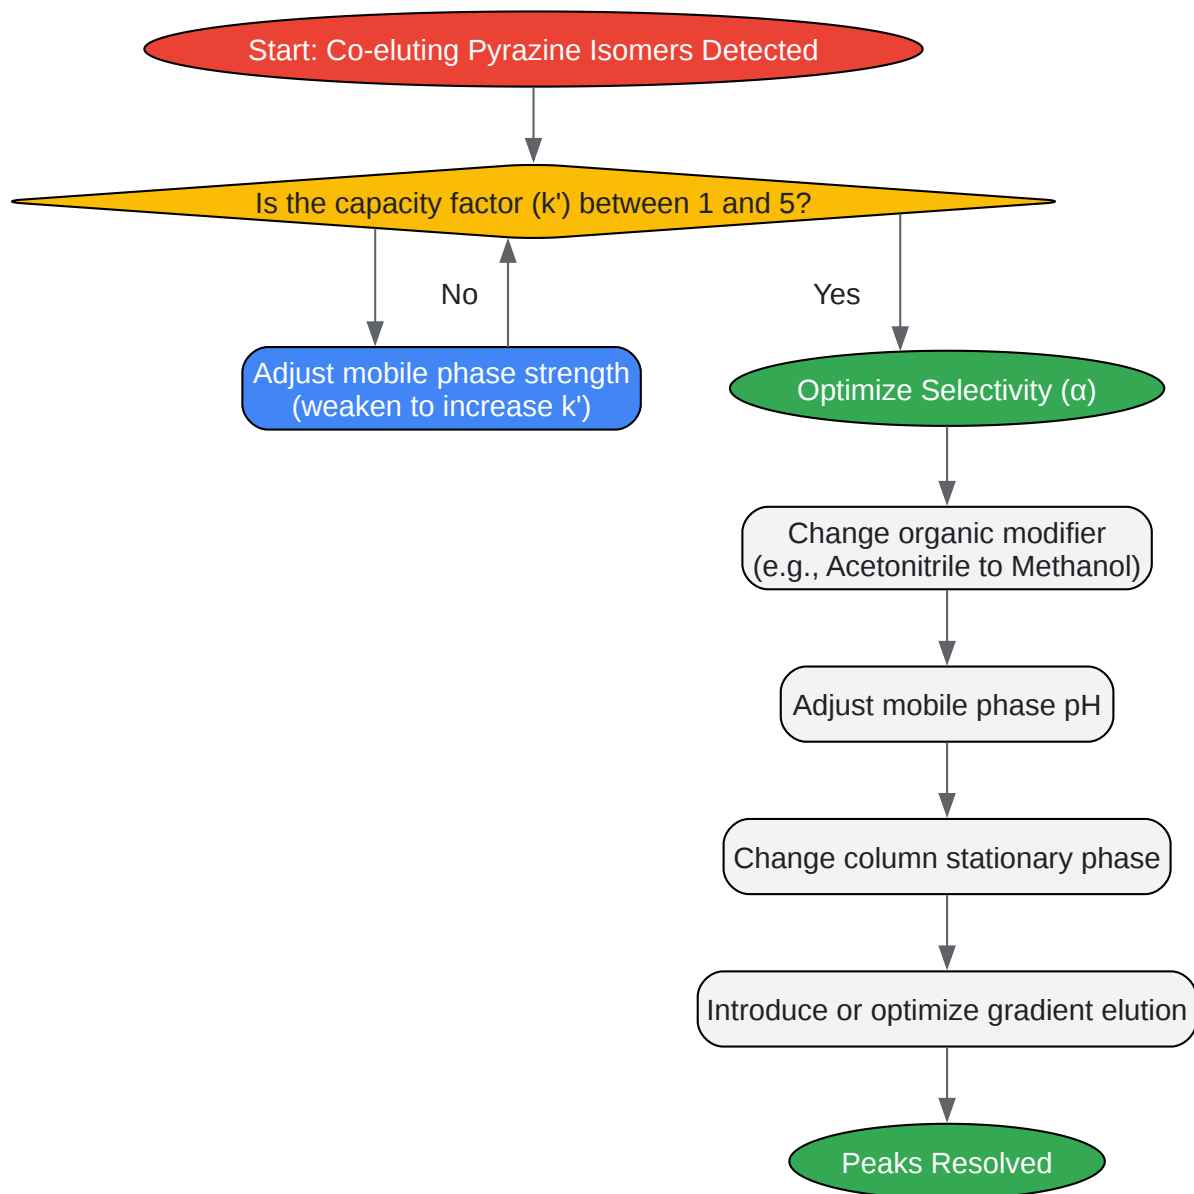 Start: Co-eluting Pyrazine Isomers Detected
Is the capacity factor (k') between 1 and 5?
No
Yes
Adjust mobile phase strength
(weaken to increase k')
Optimize Selectivity (α)
Change organic modifier
(e.g., Acetonitrile to Methanol)
Adjust mobile phase pH
Change column stationary phase
Introduce or optimize gradient elution
Peaks Resolved